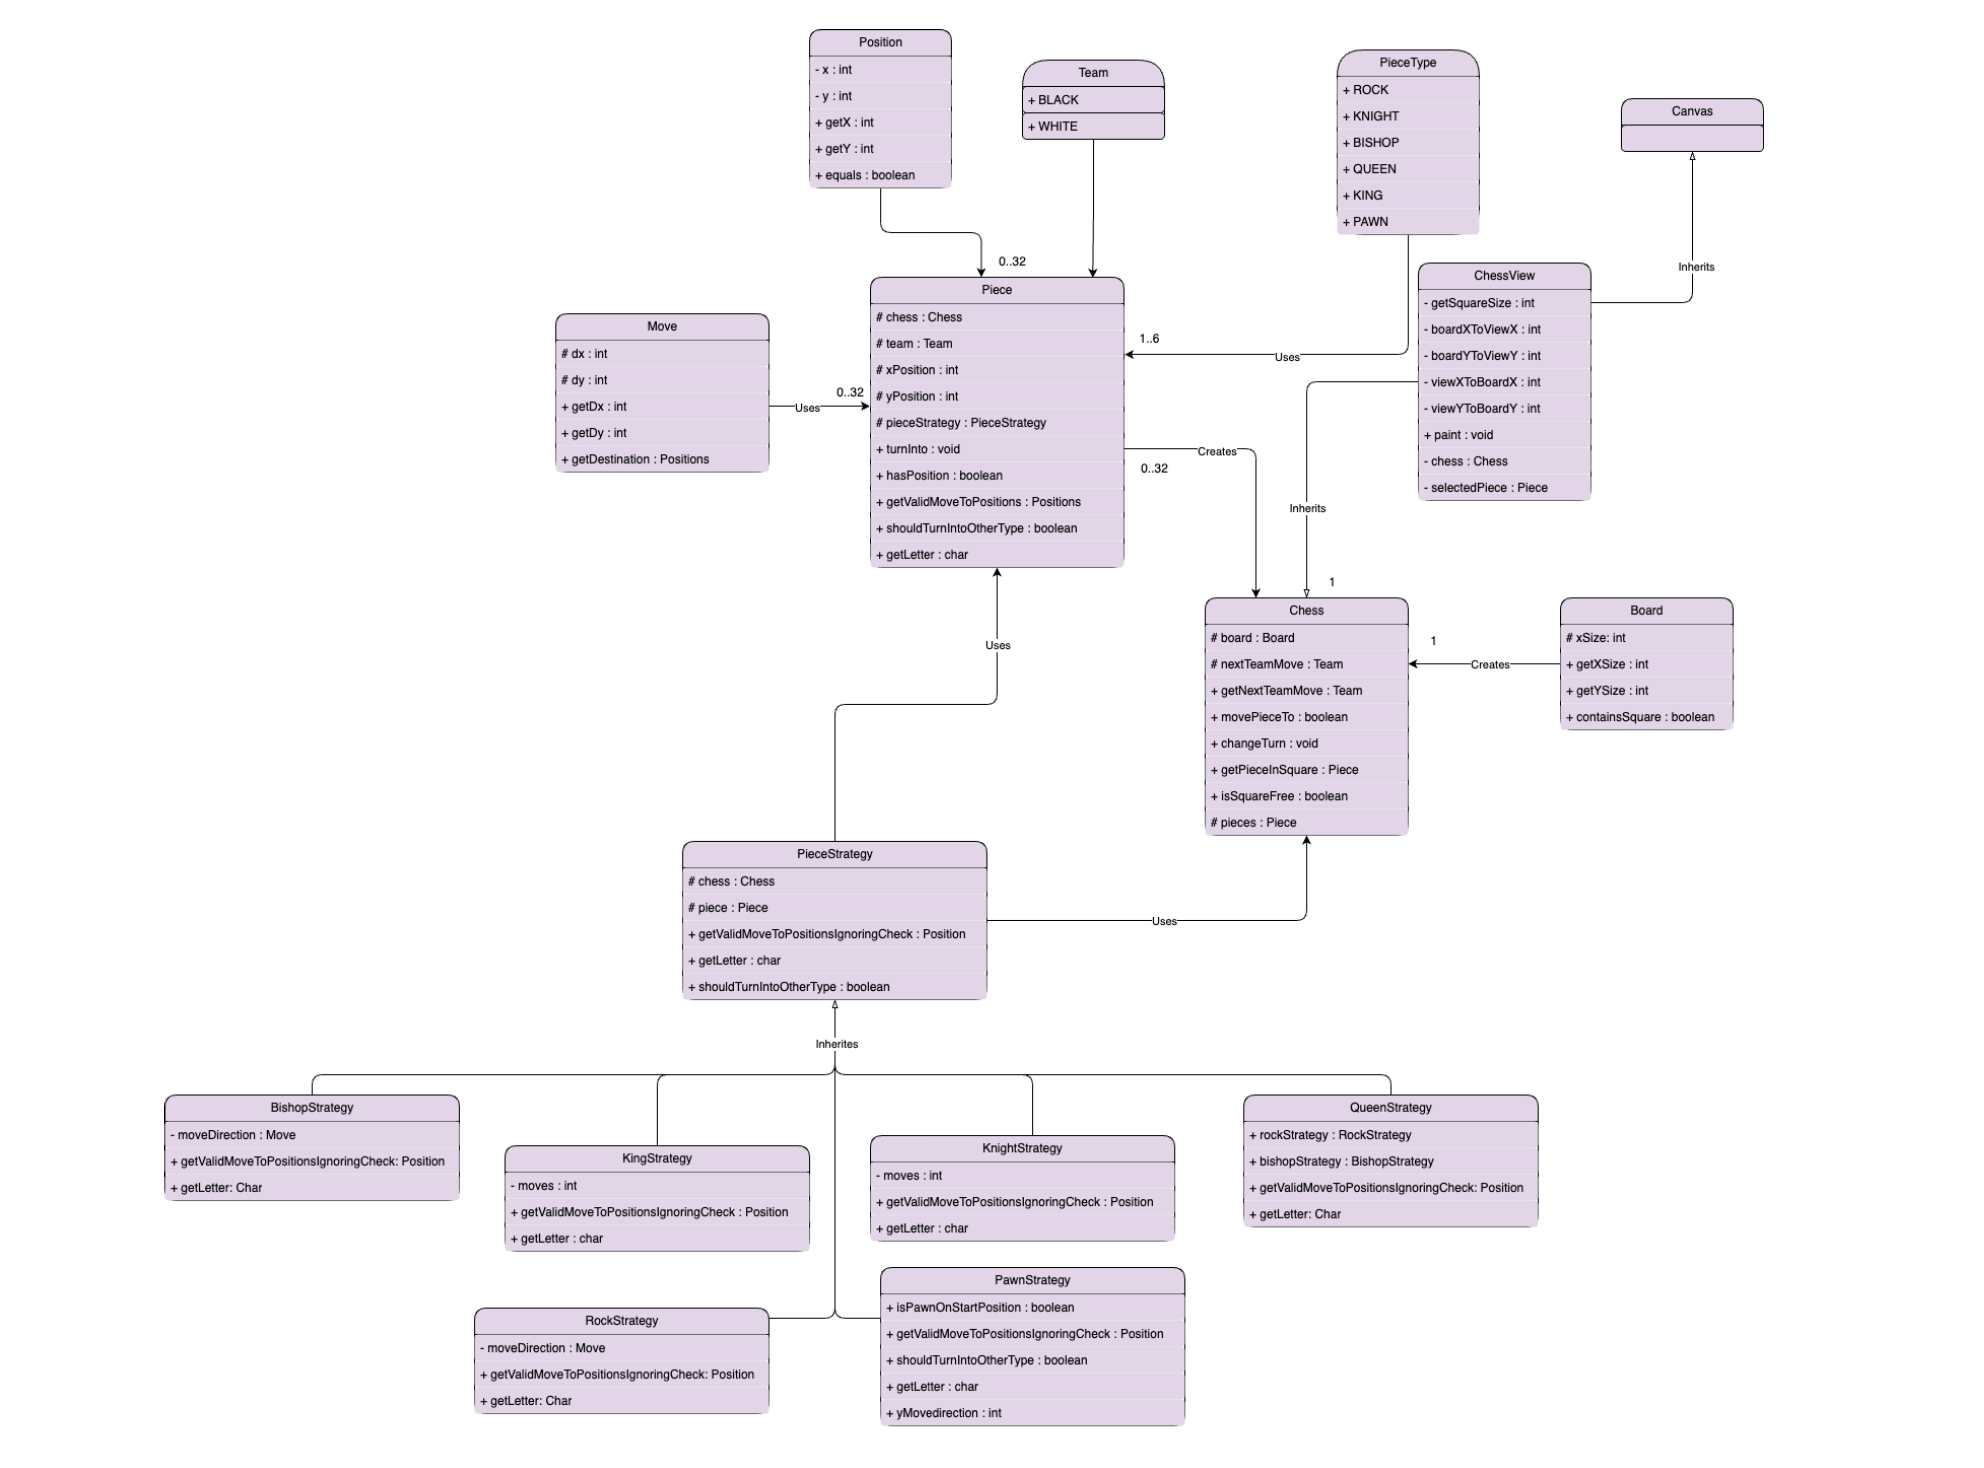 Position
- x : int
- y : int
+ getX : int
+ getY : int
+ equals : boolean
Team
+ BLACK
+ WHITE
PieceType
+ ROCK
+ KNIGHT
+ BISHOP
+ QUEEN
+ KING
+ PAWN
Canvas
Inherits
0..32
Piece
# chess : Chess
# team : Team
# xPosition : int
# yPosition : int
# pieceStrategy : PieceStrategy
+ turnInto : void
+ hasPosition : boolean
+ getValidMoveToPositions : Positions
+ shouldTurnIntoOtherType : boolean
+ getLetter : char
Move
# dx : int
# dy : int
+ getDx : int
+ getDy : int
+ getDestination : Positions
Uses
0..32
1..6
Uses
ChessView
- getSquareSize : int
- boardXToViewX : int
- boardYToViewY : int
- viewXToBoardX : int
- viewYToBoardY : int
+ paint : void
- chess : Chess
- selectedPiece : Piece
Creates
0..32
Inherits
1
Chess
# board : Board
# nextTeamMove : Team
+ getNextTeamMove : Team
+ movePieceTo : boolean
+ changeTurn : void
+ getPieceInSquare : Piece
+ isSquareFree : boolean
# pieces : Piece
1
Creates
Board
# xSize: int
+ getXSize : int
+ getYSize : int
+ containsSquare : boolean
Uses
PieceStrategy
# chess : Chess
# piece : Piece
+ getValidMoveToPositionsIgnoringCheck : Position
+ getLetter : char
+ shouldTurnIntoOtherType : boolean
Uses
Inherites
BishopStrategy
- moveDirection : Move
+ getValidMoveToPositionsIgnoringCheck: Position
+ getLetter: Char
KingStrategy
- moves : int
+ getValidMoveToPositionsIgnoringCheck : Position
+ getLetter : char
KnightStrategy
- moves : int
+ getValidMoveToPositionsIgnoringCheck : Position
+ getLetter : char
QueenStrategy
+ rockStrategy : RockStrategy
+ bishopStrategy : BishopStrategy
+ getValidMoveToPositionsIgnoringCheck: Position
+ getLetter: Char
RockStrategy
- moveDirection : Move
+ getValidMoveToPositionsIgnoringCheck: Position
+ getLetter: Char
PawnStrategy
+ isPawnOnStartPosition : boolean
+ getValidMoveToPositionsIgnoringCheck : Position
+ shouldTurnIntoOtherType : boolean
+ getLetter : char
+ yMovedirection : int